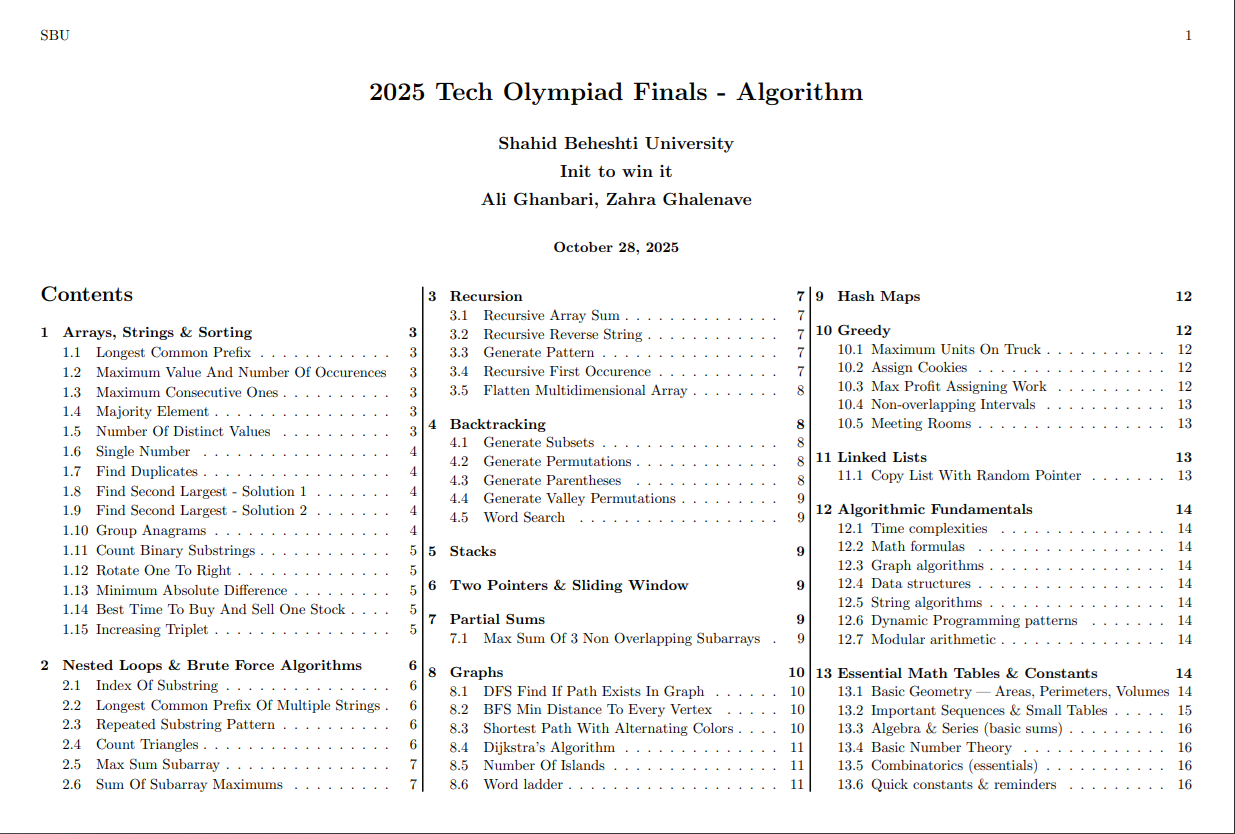 SBU 1
2025 Tech Olympiad Finals - Algorithm
Shahid Beheshti University
Init to win it
Ali Ghanbari, Zahra Ghalenave
October 28, 2025
Contents
1 Arrays, Strings & Sorting 3
1.1 Longest Common Prefix . . . . . . . . . . . . 3
1.2 Maximum Value And Number Of Occurences 3
1.3 Maximum Consecutive Ones . . . . . . . . . . 3
1.4 Majority Element . . . . . . . . . . . . . . . . 3
1.5 Number Of Distinct Values . . . . . . . . . . 3
1.6 Single Number . . . . . . . . . . . . . . . . . 4
1.7 Find Duplicates . . . . . . . . . . . . . . . . . 4
1.8 Find Second Largest - Solution 1 . . . . . . . 4
1.9 Find Second Largest - Solution 2 . . . . . . . 4
1.10 Group Anagrams . . . . . . . . . . . . . . . . 4
1.11 Count Binary Substrings . . . . . . . . . . . . 5
1.12 Rotate One To Right . . . . . . . . . . . . . . 5
1.13 Minimum Absolute Difference . . . . . . . . . 5
1.14 Best Time To Buy And Sell One Stock . . . . 5
1.15 Increasing Triplet . . . . . . . . . . . . . . . . 5
2 Nested Loops & Brute Force Algorithms 6
2.1 Index Of Substring . . . . . . . . . . . . . . . 6
2.2 Longest Common Prefix Of Multiple Strings . 6
2.3 Repeated Substring Pattern . . . . . . . . . . 6
2.4 Count Triangles . . . . . . . . . . . . . . . . . 6
2.5 Max Sum Subarray . . . . . . . . . . . . . . . 7
2.6 Sum Of Subarray Maximums . . . . . . . . . 7
3 Recursion 7
3.1 Recursive Array Sum . . . . . . . . . . . . . . 7
3.2 Recursive Reverse String . . . . . . . . . . . . 7
3.3 Generate Pattern . . . . . . . . . . . . . . . . 7
3.4 Recursive First Occurence . . . . . . . . . . . 7
3.5 Flatten Multidimensional Array . . . . . . . . 8
4 Backtracking 8
4.1 Generate Subsets . . . . . . . . . . . . . . . . 8
4.2 Generate Permutations . . . . . . . . . . . . . 8
4.3 Generate Parentheses . . . . . . . . . . . . . 8
4.4 Generate Valley Permutations . . . . . . . . . 9
4.5 Word Search . . . . . . . . . . . . . . . . . . 9
5 Stacks 9
6 Two Pointers & Sliding Window 9
7 Partial Sums 9
7.1 Max Sum Of 3 Non Overlapping Subarrays . 9
8 Graphs 10
8.1 DFS Find If Path Exists In Graph . . . . . . 10
8.2 BFS Min Distance To Every Vertex . . . . . 10
8.3 Shortest Path With Alternating Colors . . . . 10
8.4 Dijkstra's Algorithm . . . . . . . . . . . . . . 11
8.5 Number Of Islands . . . . . . . . . . . . . . . 11
8.6 Word ladder . . . . . . . . . . . . . . . . . . . 11
9 Hash Maps 12
10 Greedy 12
10.1 Maximum Units On Truck . . . . . . . . . . . 12
10.2 Assign Cookies . . . . . . . . . . . . . . . . . 12
10.3 Max Profit Assigning Work . . . . . . . . . . 12
10.4 Non-overlapping Intervals . . . . . . . . . . . 13
10.5 Meeting Rooms . . . . . . . . . . . . . . . . . 13
11 Linked Lists 13
11.1 Copy List With Random Pointer . . . . . . . 13
12 Algorithmic Fundamentals 14
12.1 Time complexities . . . . . . . . . . . . . . . 14
12.2 Math formulas . . . . . . . . . . . . . . . . . 14
12.3 Graph algorithms . . . . . . . . . . . . . . . . 14
12.4 Data structures . . . . . . . . . . . . . . . . . 14
12.5 String algorithms . . . . . . . . . . . . . . . . 14
12.6 Dynamic Programming patterns . . . . . . . 14
12.7 Modular arithmetic . . . . . . . . . . . . . . . 14
13 Essential Math Tables & Constants 14
13.1 Basic Geometry — Areas, Perimeters, Volumes 14
13.2 Important Sequences & Small Tables . . . . . 15
13.3 Algebra & Series (basic sums) . . . . . . . . . 16
13.4 Basic Number Theory . . . . . . . . . . . . . 16
13.5 Combinatorics (essentials) . . . . . . . . . . . 16
13.6 Quick constants & reminders . . . . . . . . . 16